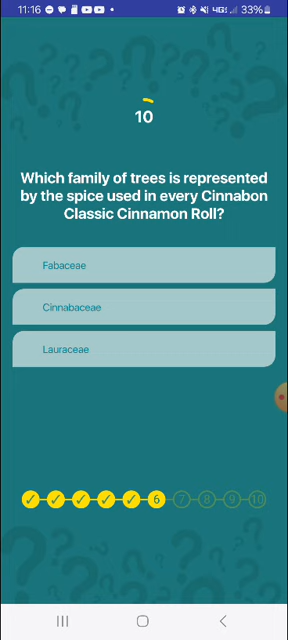 11:16
4G 33%
10
Which family of trees is represented
by the spice used in every Cinnabon
Classic Cinnamon Roll?
Fabaceae
Cinnabaceae
Lauraceae
6 7 8 9 10